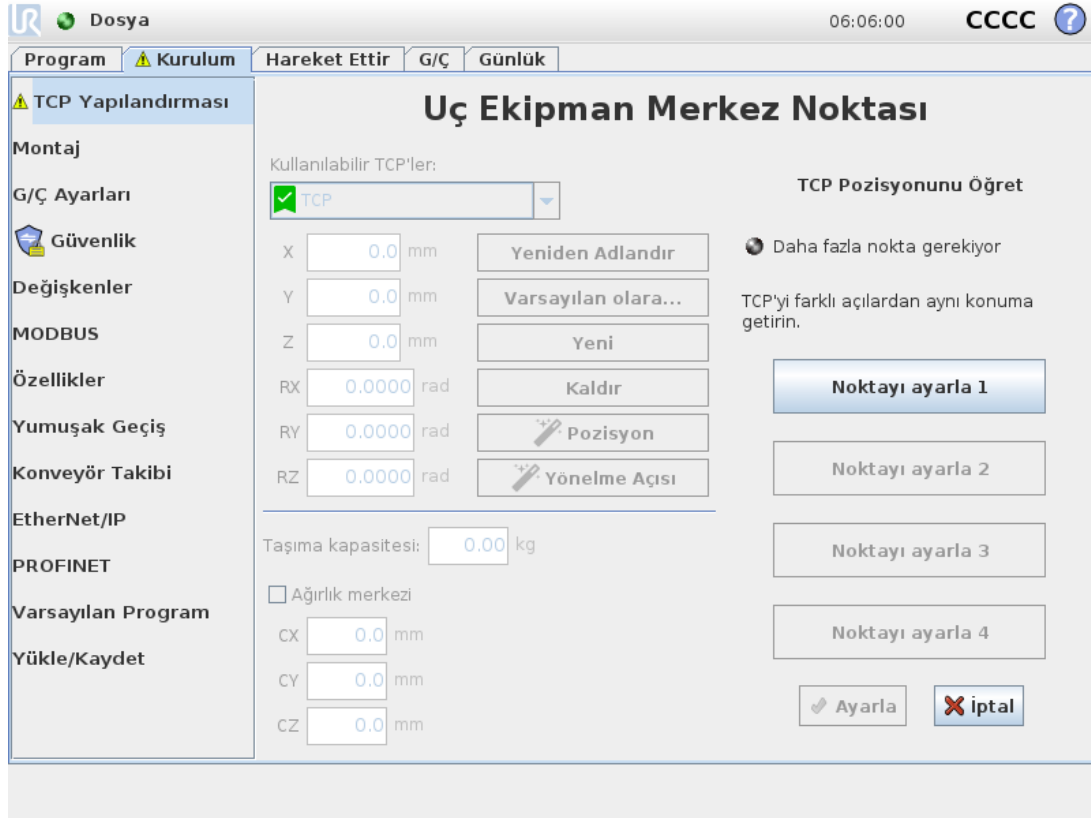 UR Dosya 06:06:00 CCCC ?
Program Kurulum Hareket Ettir G/Ç Günlük
TCP Yapılandırması
Montaj
G/Ç Ayarları
Güvenlik
Değişkenler
MODBUS
Özellikler
Yumuşak Geçiş
Konveyör Takibi
EtherNet/IP
PROFINET
Varsayılan Program
Yükle/Kaydet
Uç Ekipman Merkez Noktası
Kullanılabilir TCP'ler:
TCP
X 0.0 mm Yeniden Adlandır
Y 0.0 mm Varsayılan olara...
Z 0.0 mm Yeni
RX 0.0000 rad Kaldır
RY 0.0000 rad Pozisyon
RZ 0.0000 rad Yönelme Açısı
Taşıma kapasitesi: 0.00 kg
Ağırlık merkezi
CX 0.0 mm
CY 0.0 mm
CZ 0.0 mm
TCP Pozisyonunu Öğret
Daha fazla nokta gerekiyor
TCP'yi farklı açılardan aynı konuma
getirin.
Noktayı ayarla 1
Noktayı ayarla 2
Noktayı ayarla 3
Noktayı ayarla 4
Ayarla İptal